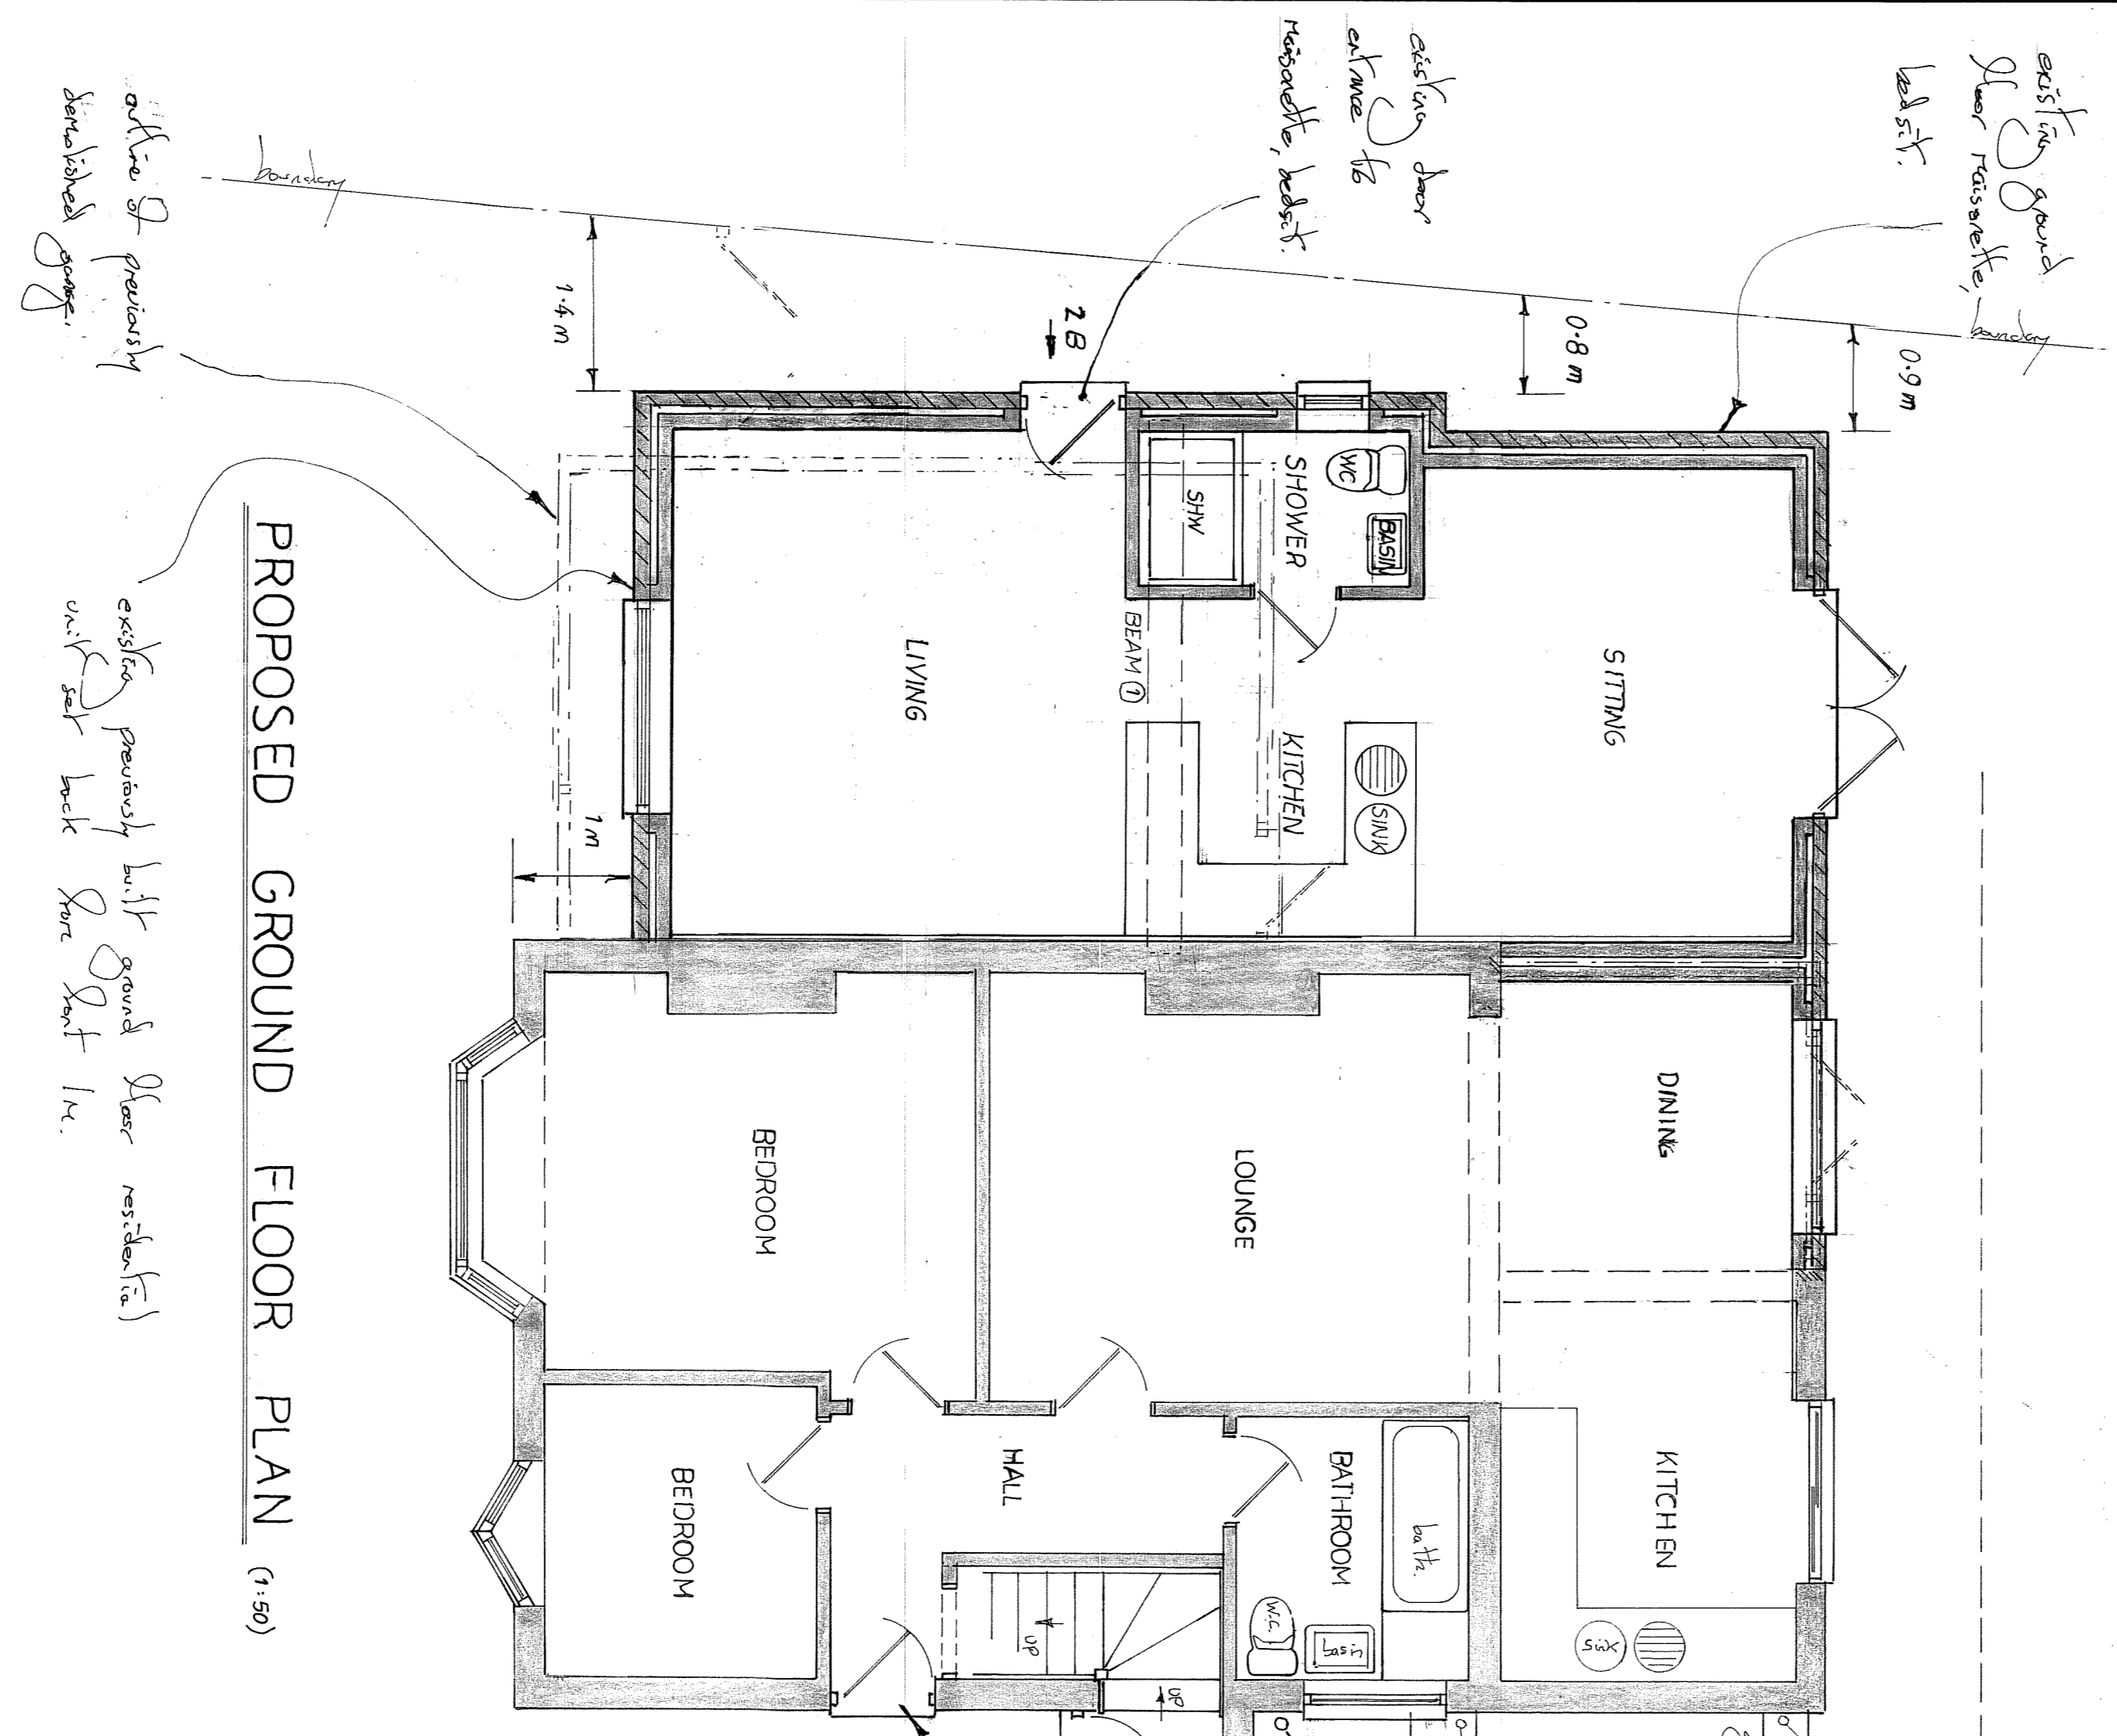 existing ground
floor maisonette,
bedsit.
existing door
entrance to
maisonette, bedsit.
boundary
boundary
outline of previously
demolished garage.
1.4 m
2 B
0.8 m
0.9 m
WC
BASIN
SHW
SHOWER
SITTING
LIVING
BEAM 1
KITCHEN
SINK
1 m
DINING
LOUNGE
BEDROOM
KITCHEN
BATHROOM
bath.
HALL
BEDROOM
W.C.
basin
sink
UP
UP
PROPOSED GROUND FLOOR PLAN (1:50)
existing previously built ground floor residential
unit, set back from front 1m.